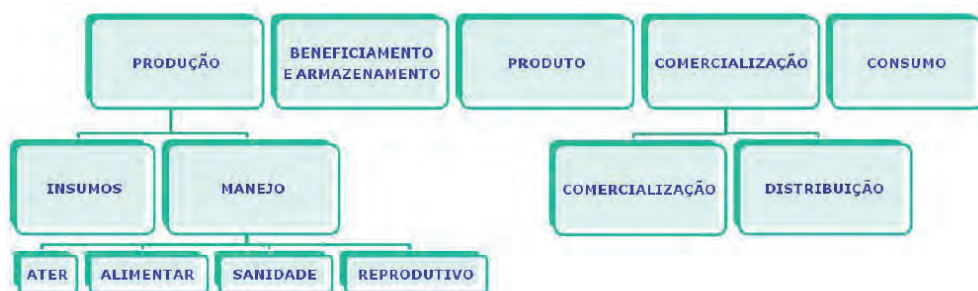 PRODUÇÃO
BENEFICIAMENTO
E ARMAZENAMENTO
PRODUTO
COMERCIALIZAÇÃO
CONSUMO
INSUMOS
MANEJO
COMERCIALIZAÇÃO
DISTRIBUIÇÃO
ATER
ALIMENTAR
SANIDADE
REPRODUTIVO